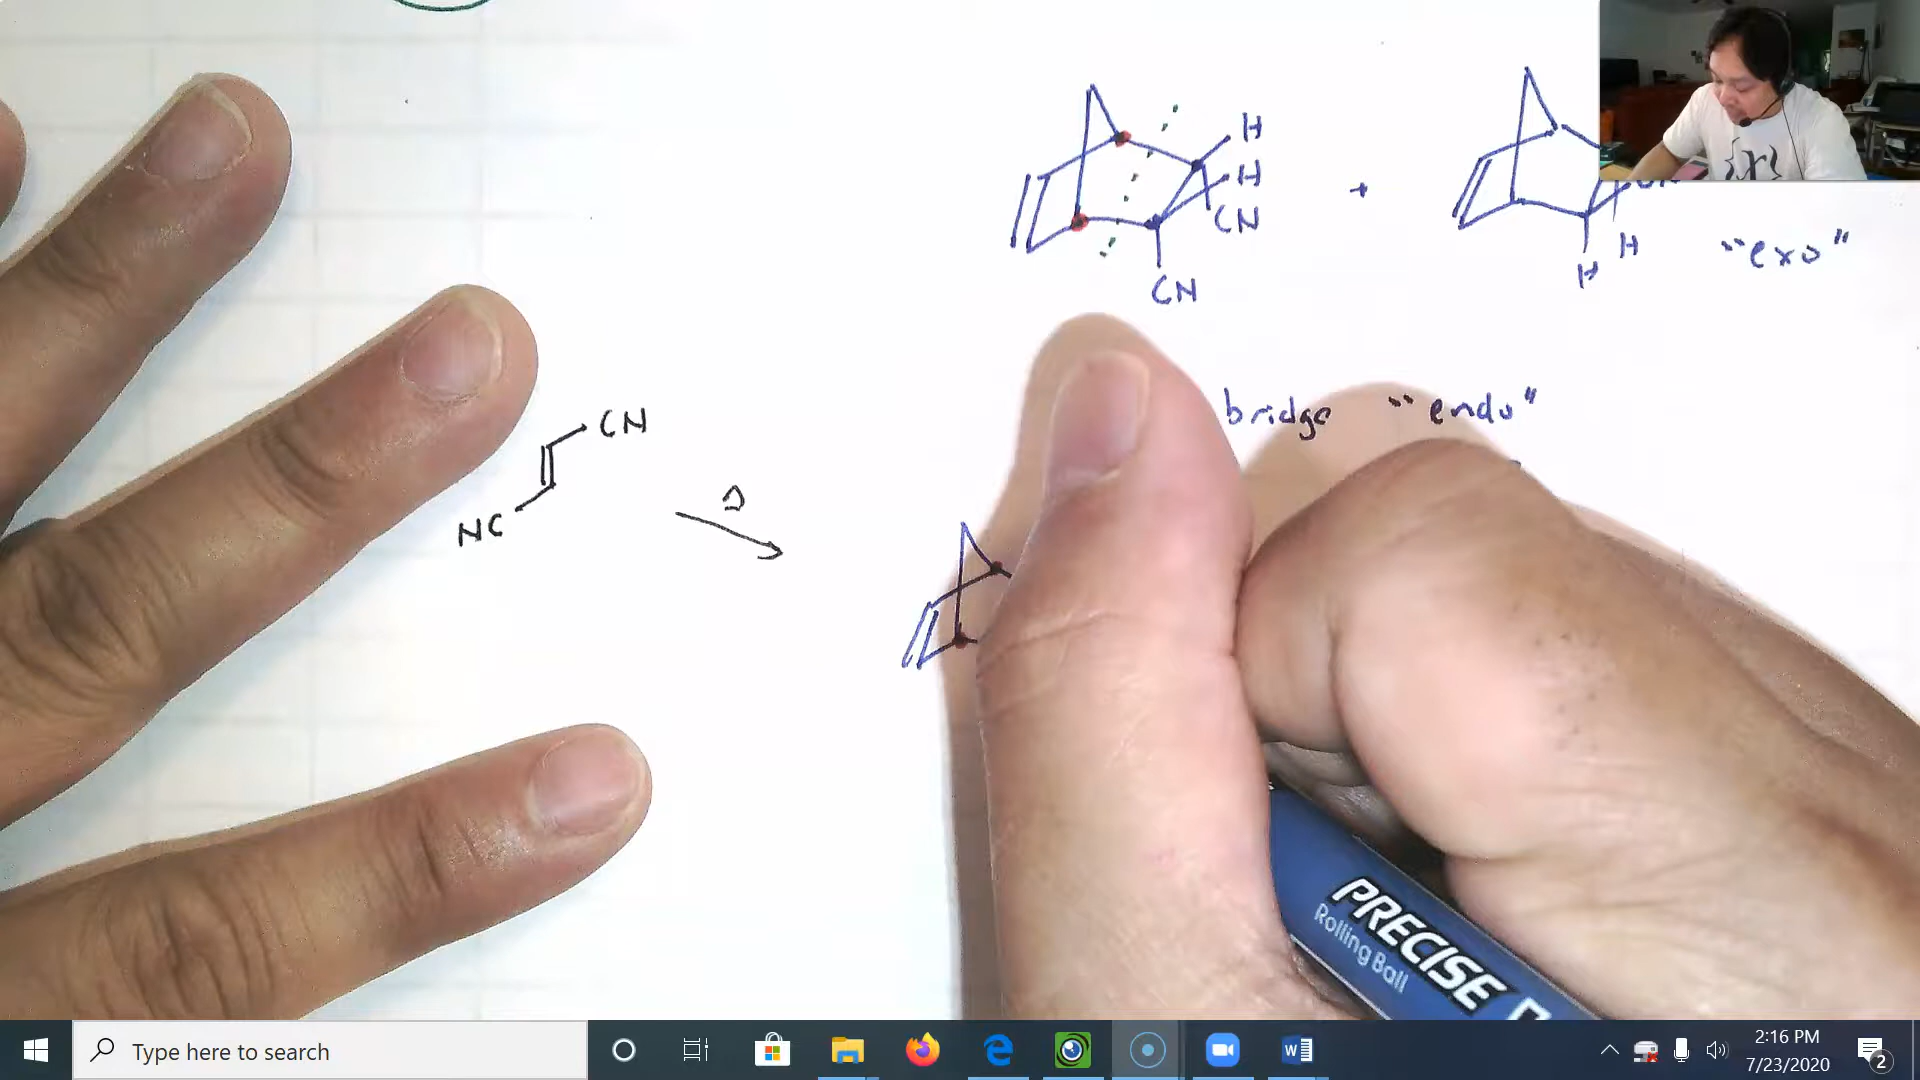 H
H
CN
CN
+
H
H
"exo"
bridge "endo"
CN
NC
Δ
PRECISE
Rolling Ball
{x}
Type here to search
2:16 PM
7/23/2020
2